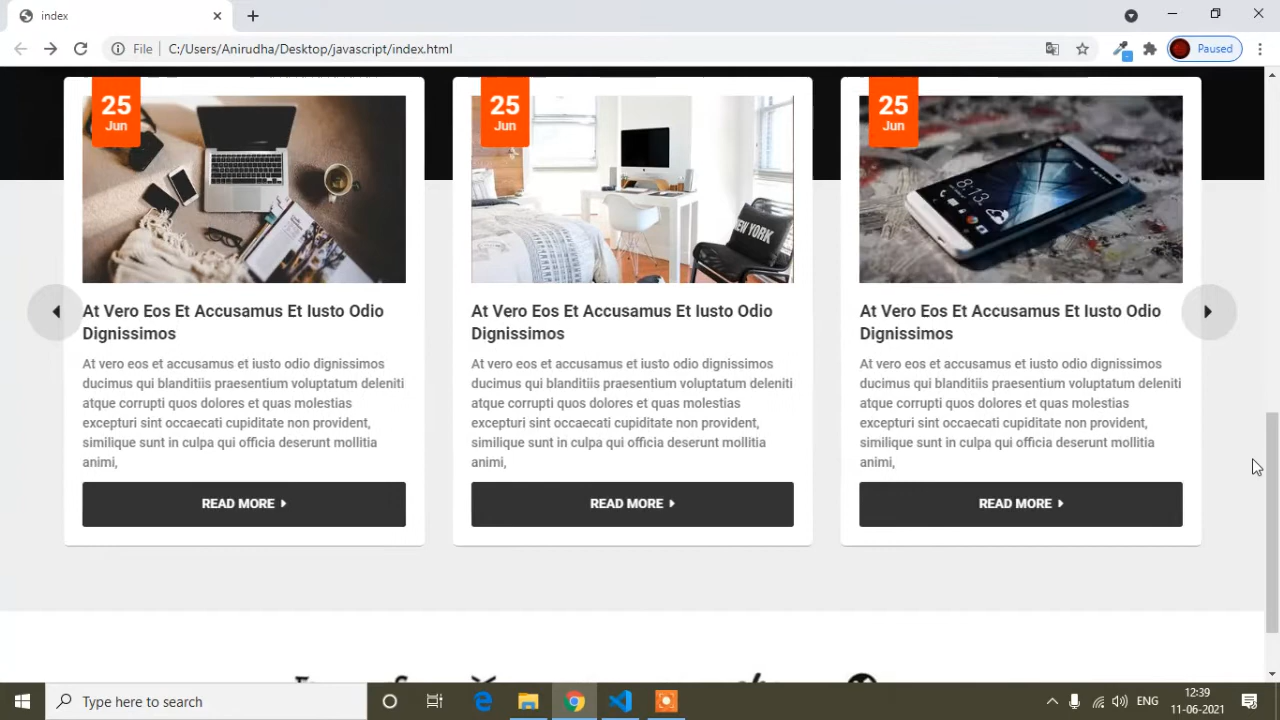 index
File
C:/Users/Anirudha/Desktop/javascript/index.html
Paused
25
Jun
25
Jun
25
Jun
NEW YORK
8:13
At Vero Eos Et Accusamus Et Iusto Odio
Dignissimos
At vero eos et accusamus et iusto odio dignissimos
ducimus qui blanditiis praesentium voluptatum deleniti
atque corrupti quos dolores et quas molestias
excepturi sint occaecati cupiditate non provident,
similique sunt in culpa qui officia deserunt mollitia
animi,
READ MORE
At Vero Eos Et Accusamus Et Iusto Odio
Dignissimos
At vero eos et accusamus et iusto odio dignissimos
ducimus qui blanditiis praesentium voluptatum deleniti
atque corrupti quos dolores et quas molestias
excepturi sint occaecati cupiditate non provident,
similique sunt in culpa qui officia deserunt mollitia
animi,
READ MORE
At Vero Eos Et Accusamus Et Iusto Odio
Dignissimos
At vero eos et accusamus et iusto odio dignissimos
ducimus qui blanditiis praesentium voluptatum deleniti
atque corrupti quos dolores et quas molestias
excepturi sint occaecati cupiditate non provident,
similique sunt in culpa qui officia deserunt mollitia
animi,
READ MORE
Type here to search
ENG
12:39
11-06-2021